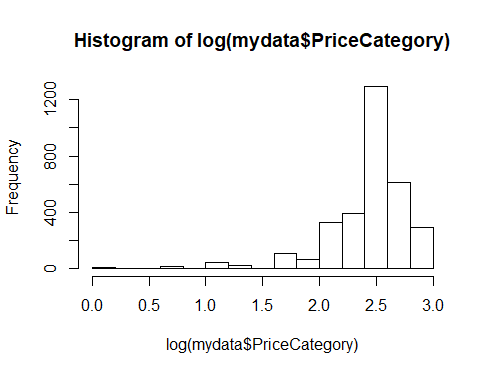 Histogram of log(mydata$PriceCategory)
Frequency
1200
800
400
0
0.0 0.5 1.0 1.5 2.0 2.5 3.0
log(mydata$PriceCategory)